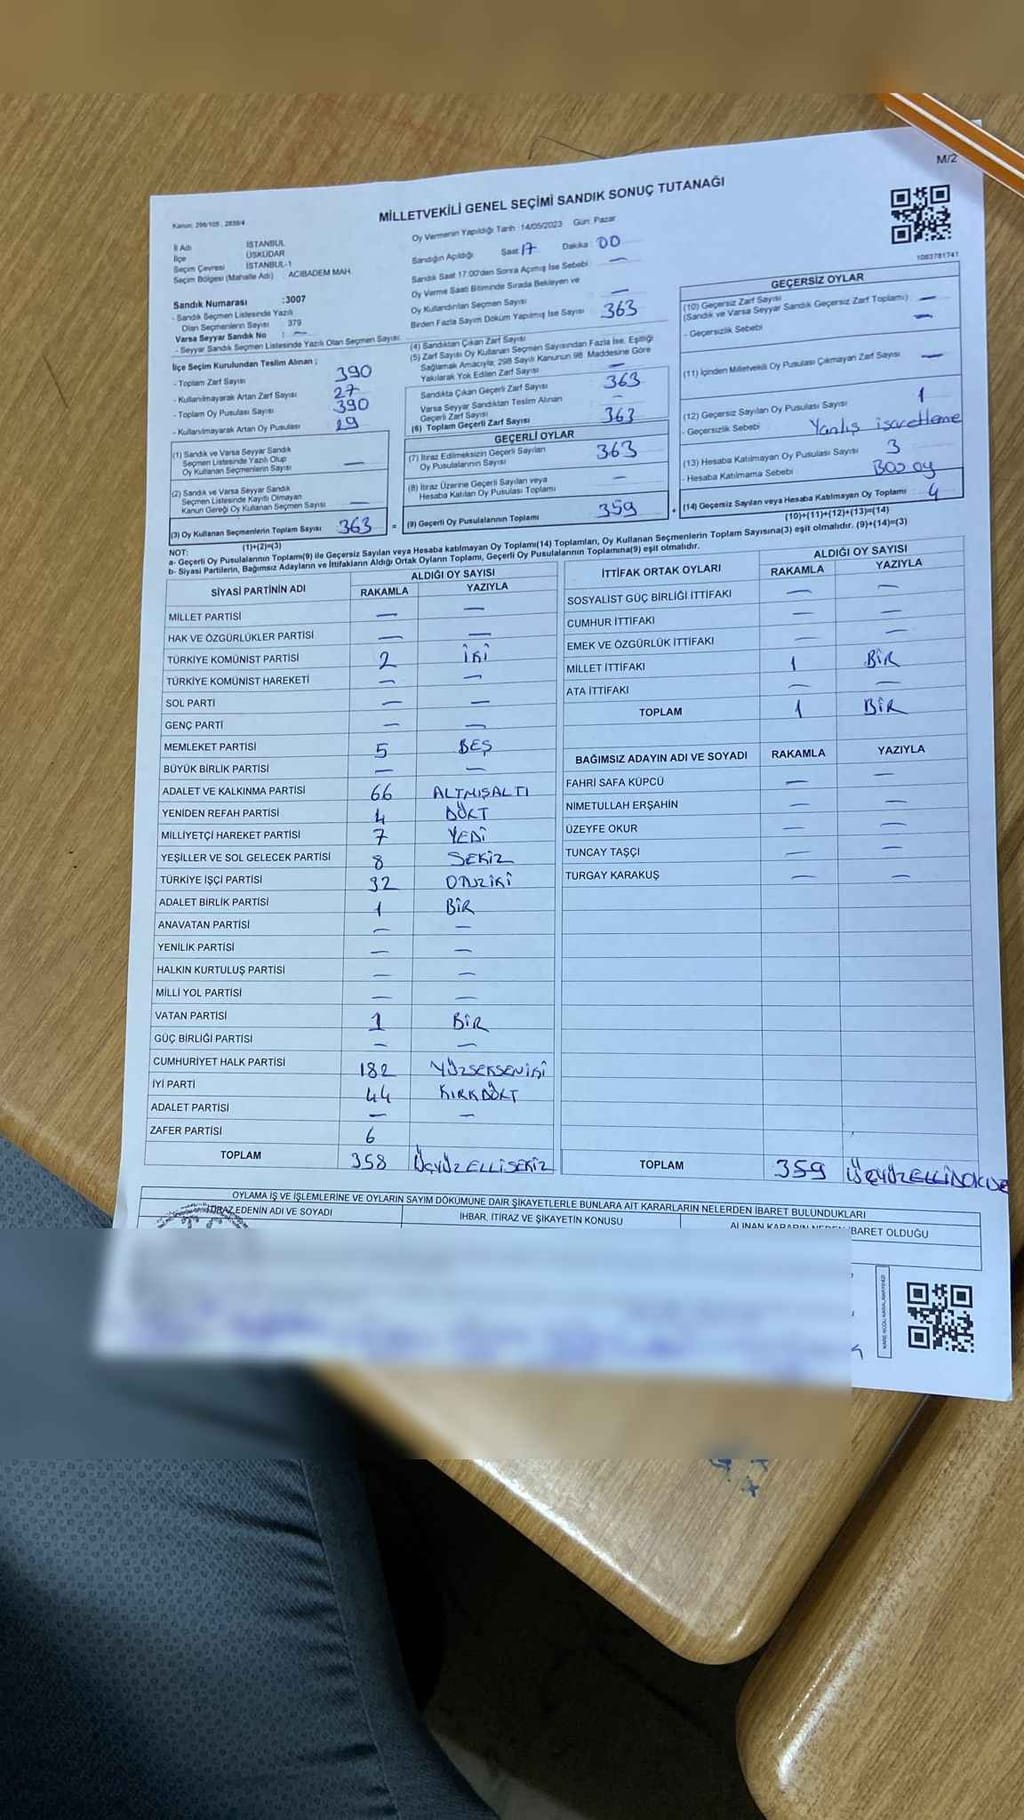 M/2
MİLLETVEKİLİ GENEL SEÇİMİ SANDIK SONUÇ TUTANAĞI
Kanun: 298/105 , 2839/4
Oy Vermenin Yapıldığı Tarih :14/05/2023 Gün: Pazar
1083781741
İl Adı İSTANBUL
İlçe ÜSKÜDAR
Seçim Çevresi İSTANBUL-1
Seçim Bölgesi (Mahalle Adı) : ACIBADEM MAH.
Sandık Numarası :3007
- Sandık Seçmen Listesinde Yazılı
Olan Seçmenlerin Sayısı 379
Varsa Seyyar Sandık No : —
- Seyyar Sandık Seçmen Listesinde Yazılı Olan Seçmen Sayısı:
İlçe Seçim Kurulundan Teslim Alınan ;
- Toplam Zarf Sayısı 390
- Kullanılmayarak Artan Zarf Sayısı 27
- Toplam Oy Pusulası Sayısı 390
- Kullanılmayarak Artan Oy Pusulası 29
(1) Sandık ve Varsa Seyyar Sandık
Seçmen Listesinde Yazılı Olup
Oy Kullanan Seçmenlerin Sayısı —
(2) Sandık ve Varsa Seyyar Sandık
Seçmen Listesinde Kayıtlı Olmayan
Kanun Gereği Oy Kullanan Seçmen Sayısı —
(3) Oy Kullanan Seçmenlerin Toplam Sayısı 363 =
(1)+(2)=(3)
Sandığın Açıldığı Saat 17 Dakika 00
Sandık Saat 17:00'den Sonra Açılmış İse Sebebi —
Oy Verme Saati Bitiminde Sırada Bekleyen ve
Oy Kullandırılan Seçmen Sayısı —
Birden Fazla Sayım Döküm Yapılmış İse Sayısı 363
(4) Sandıktan Çıkan Zarf Sayısı
(5) Zarf Sayısı Oy Kullanan Seçmen Sayısından Fazla İse, Eşitliği
Sağlamak Amacıyla; 298 Sayılı Kanunun 98. Maddesine Göre
Yakılarak Yok Edilen Zarf Sayısı —
Sandıkta Çıkan Geçerli Zarf Sayısı 363
Varsa Seyyar Sandıktan Teslim Alınan
Geçerli Zarf Sayısı —
(6) Toplam Geçerli Zarf Sayısı 363
GEÇERLİ OYLAR
(7) İtiraz Edilmeksizin Geçerli Sayılan
Oy Pusulalarının Sayısı 363
(8) İtiraz Üzerine Geçerli Sayılan veya
Hesaba Katılan Oy Pusulası Toplamı —
(9) Geçerli Oy Pusulalarının Toplamı 359 +
GEÇERSİZ OYLAR
(10) Geçersiz Zarf Sayısı
(Sandık ve Varsa Seyyar Sandık Geçersiz Zarf Toplamı) —
- Geçersizlik Sebebi —
(11) İçinden Milletvekili Oy Pusulası Çıkmayan Zarf Sayısı —
(12) Geçersiz Sayılan Oy Pusulası Sayısı 1
- Geçersizlik Sebebi Yanlış işaretleme
(13) Hesaba Katılmayan Oy Pusulası Sayısı 3
- Hesaba Katılmama Sebebi Boş oy
(14) Geçersiz Sayılan veya Hesaba Katılmayan Oy Toplamı 4
(10)+(11)+(12)+(13)=(14)
NOT:
a- Geçerli Oy Pusulalarının Toplamı(9) ile Geçersiz Sayılan veya Hesaba katılmayan Oy Toplamı(14) Toplamları, Oy Kullanan Seçmenlerin Toplam Sayısına(3) eşit olmalıdır. (9)+(14)=(3)
b- Siyasi Partilerin, Bağımsız Adayların ve İttifakların Aldığı Ortak Oyların Toplamı, Geçerli Oy Pusulalarının Toplamına(9) eşit olmalıdır.
SİYASİ PARTİNİN ADI ALDIĞI OY SAYISI
RAKAMLA YAZIYLA
MİLLET PARTİSİ — —
HAK VE ÖZGÜRLÜKLER PARTİSİ — —
TÜRKİYE KOMÜNİST PARTİSİ 2 İKİ
TÜRKİYE KOMÜNİST HAREKETİ — —
SOL PARTİ — —
GENÇ PARTİ — —
MEMLEKET PARTİSİ 5 BEŞ
BÜYÜK BİRLİK PARTİSİ — —
ADALET VE KALKINMA PARTİSİ 66 ALTMIŞALTI
YENİDEN REFAH PARTİSİ 4 DÖRT
MİLLİYETÇİ HAREKET PARTİSİ 7 YEDİ
YEŞİLLER VE SOL GELECEK PARTİSİ 8 SEKİZ
TÜRKİYE İŞÇİ PARTİSİ 32 OTUZİKİ
ADALET BİRLİK PARTİSİ 1 BİR
ANAVATAN PARTİSİ — —
YENİLİK PARTİSİ — —
HALKIN KURTULUŞ PARTİSİ — —
MİLLİ YOL PARTİSİ — —
VATAN PARTİSİ 1 BİR
GÜÇ BİRLİĞİ PARTİSİ — —
CUMHURİYET HALK PARTİSİ 182 YÜZSEKSENİKİ
İYİ PARTİ 44 KIRKDÖRT
ADALET PARTİSİ — —
ZAFER PARTİSİ 6
TOPLAM 358 ÜÇYÜZELLİSEKİZ
İTTİFAK ORTAK OYLARI ALDIĞI OY SAYISI
RAKAMLA YAZIYLA
SOSYALİST GÜÇ BİRLİĞİ İTTİFAKI — —
CUMHUR İTTİFAKI — —
EMEK VE ÖZGÜRLÜK İTTİFAKI — —
MİLLET İTTİFAKI 1 BİR
ATA İTTİFAKI — —
TOPLAM 1 BİR
BAĞIMSIZ ADAYIN ADI VE SOYADI RAKAMLA YAZIYLA
FAHRİ SAFA KÜPCÜ — —
NİMETULLAH ERŞAHİN — —
ÜZEYFE OKUR — —
TUNCAY TAŞÇI — —
TURGAY KARAKUŞ — —
TOPLAM 359 ÜÇYÜZELLİDOKUZ
OYLAMA İŞ VE İŞLEMLERİNE VE OYLARIN SAYIM DÖKÜMÜNE DAİR ŞİKAYETLERLE BUNLARA AİT KARARLARIN NELERDEN İBARET BULUNDUKLARI
İTİRAZ EDENİN ADI VE SOYADI İHBAR, İTİRAZ VE ŞİKAYETİN KONUSU ALINAN KARARIN NEDEN İBARET OLDUĞU